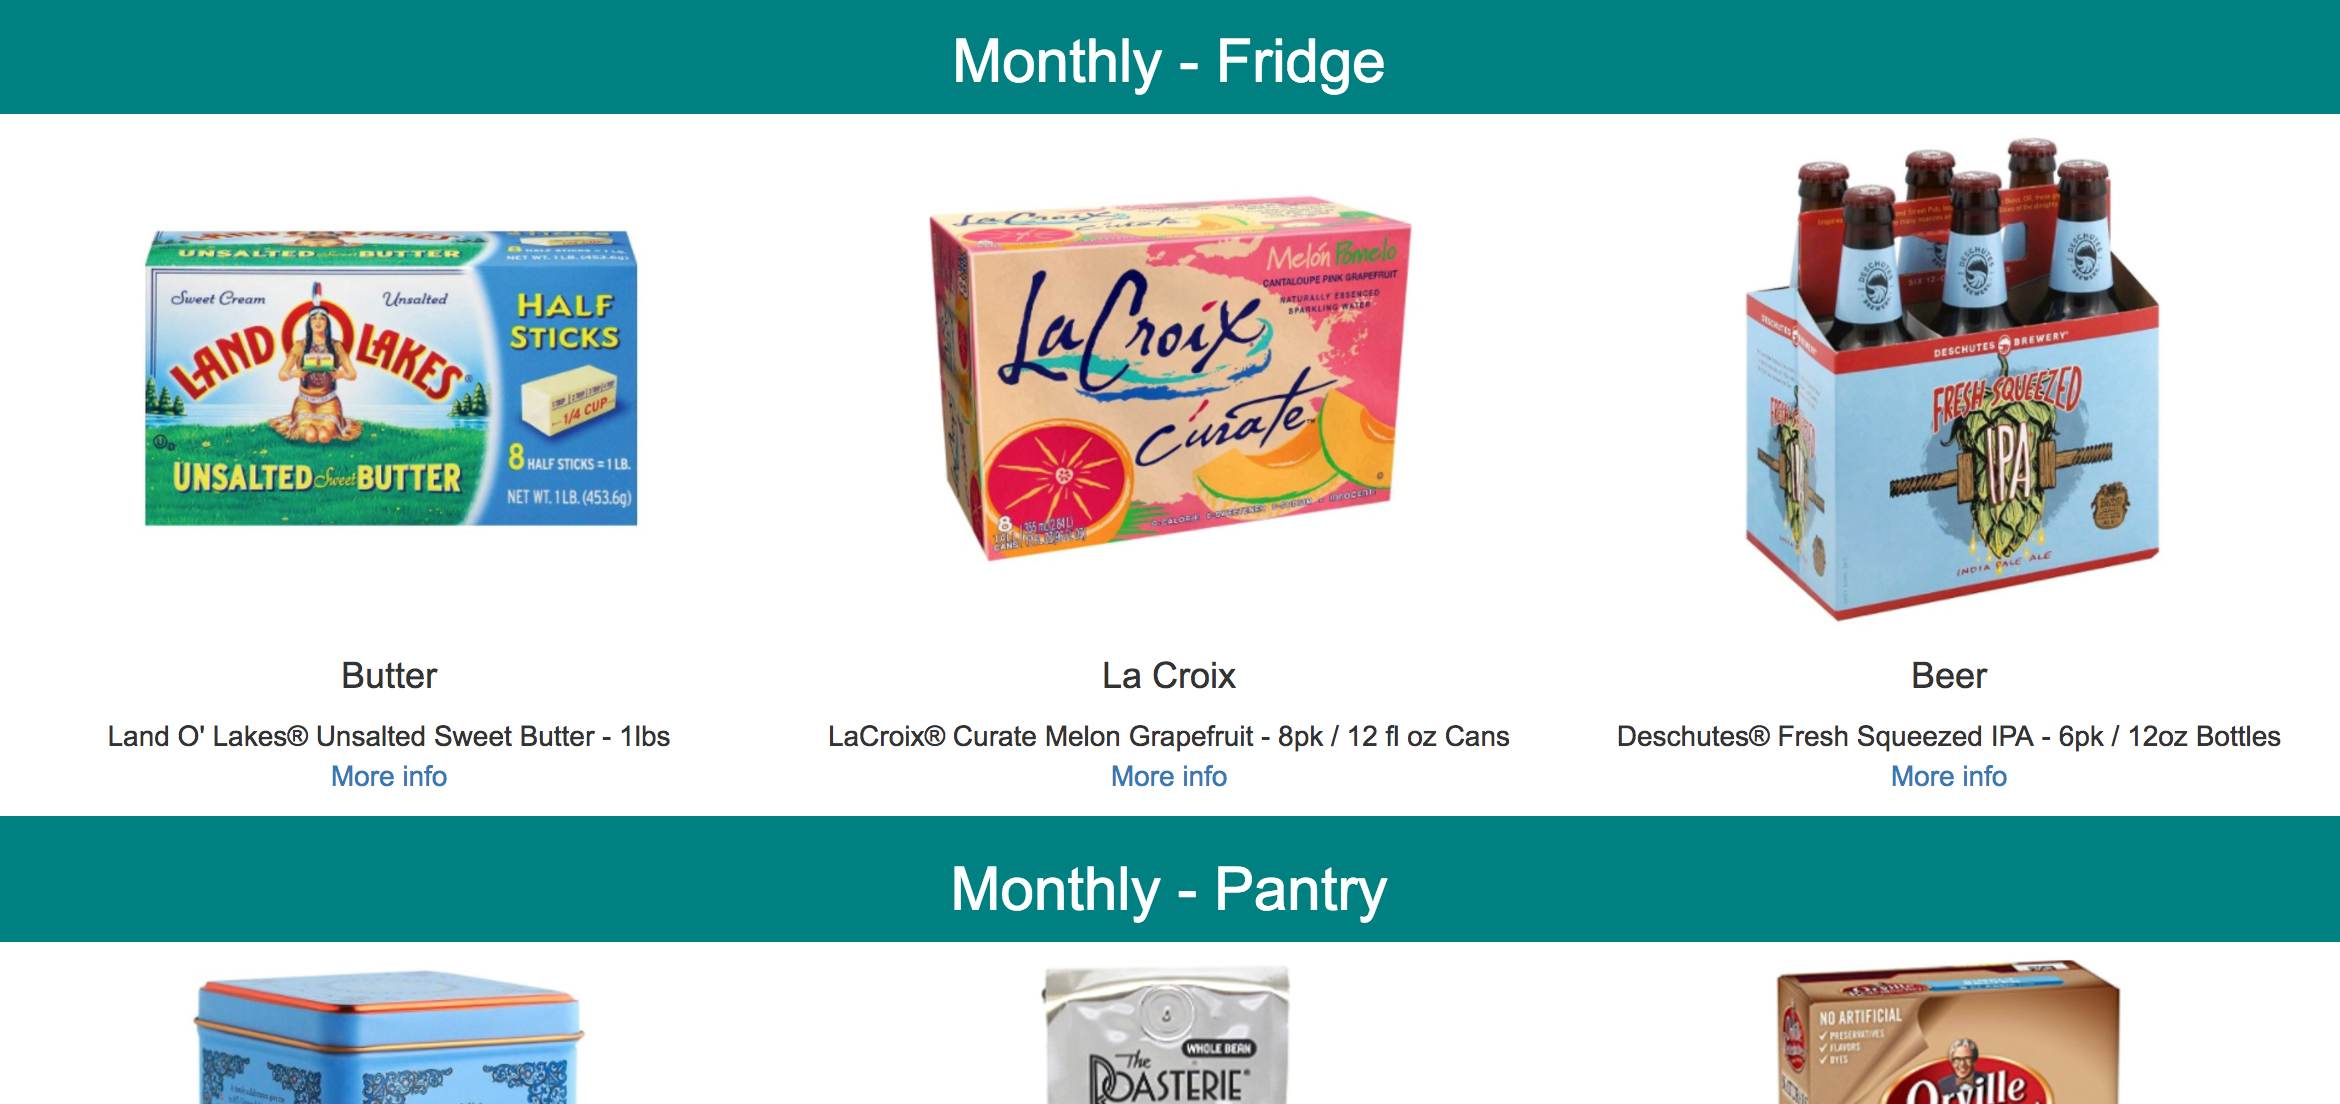 Monthly - Fridge
UNSALTED Sweet BUTTER
Sweet Cream
Unsalted
LAND O LAKES®
UNSALTED Sweet BUTTER
HALF
STICKS
1/4 CUP
8 HALF STICKS = 1 LB.
NET WT. 1 LB. (453.6g)
LaCroix
cúrate
Melón Pomelo
CANTALOUPE PINK GRAPEFRUIT
NATURALLY ESSENCED
SPARKLING WATER
LaCroix
cúrate™
8
DESCHUTES BREWERY
FRESH-SQUEEZED
IPA
INDIA PALE ALE
Butter
La Croix
Beer
Land O' Lakes® Unsalted Sweet Butter - 1lbs
LaCroix® Curate Melon Grapefruit - 8pk / 12 fl oz Cans
Deschutes® Fresh Squeezed IPA - 6pk / 12oz Bottles
More info
More info
More info
Monthly - Pantry
WHOLE BEAN
The
ROASTERIE
NO ARTIFICIAL
✓ PRESERVATIVES
✓ FLAVORS
✓ DYES
Orville